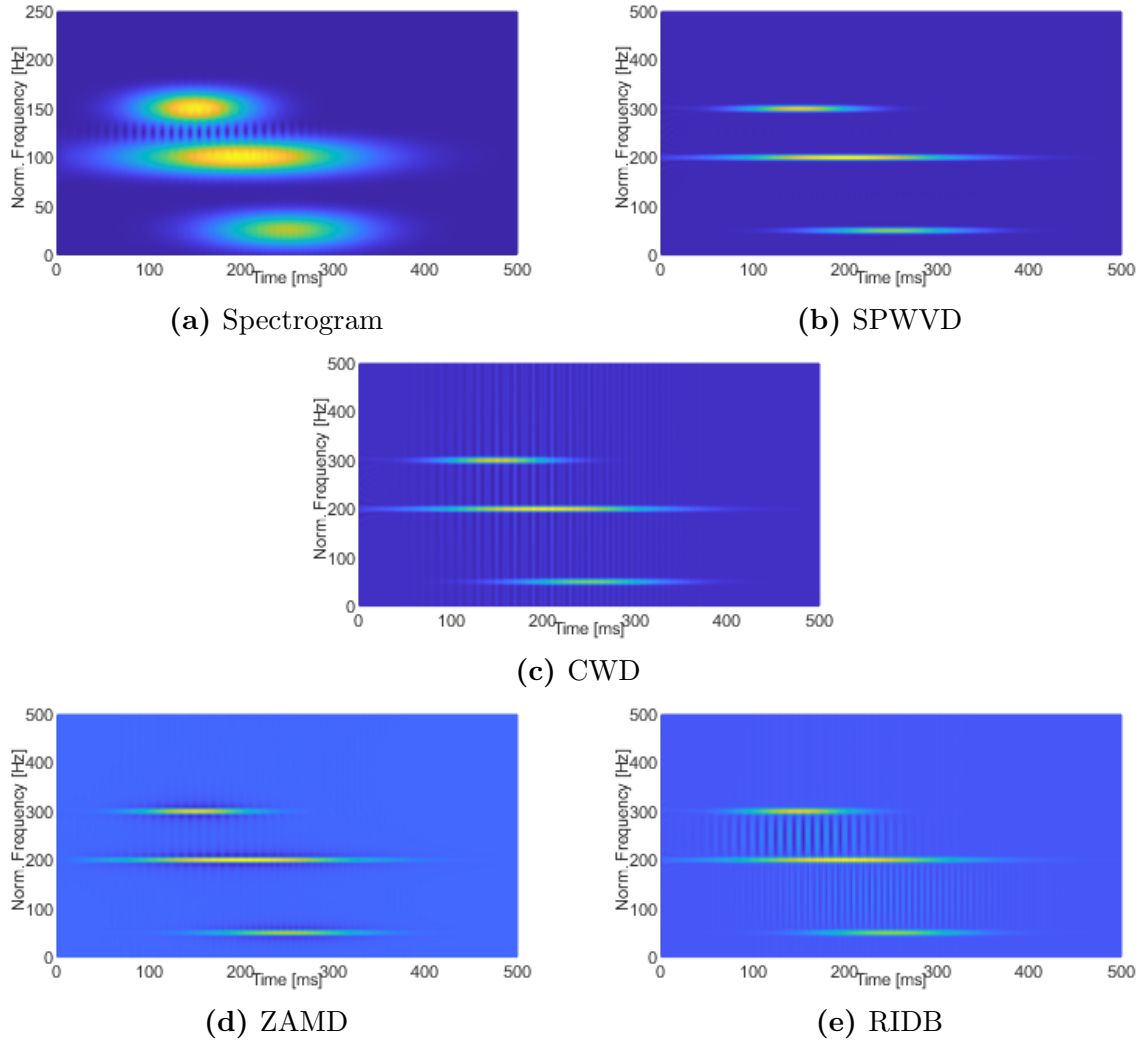 250
200
150
100
50
0
Norm. Frequency [Hz]
0 100 200 300 400 500
Time [ms]
(a) Spectrogram
500
400
300
200
100
0
Norm. Frequency [Hz]
0 100 200 300 400 500
Time [ms]
(b) SPWVD
500
400
300
200
100
0
Norm. Frequency [Hz]
0 100 200 300 400 500
Time [ms]
(c) CWD
500
400
300
200
100
0
Norm. Frequency [Hz]
0 100 200 300 400 500
Time [ms]
(d) ZAMD
500
400
300
200
100
0
Norm. Frequency [Hz]
0 100 200 300 400 500
Time [ms]
(e) RIDB